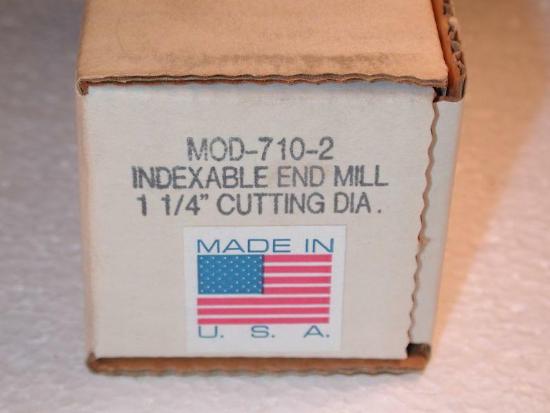 MOD-710-2
INDEXABLE END MILL
1 1/4" CUTTING DIA.
MADE IN
U. S. A.